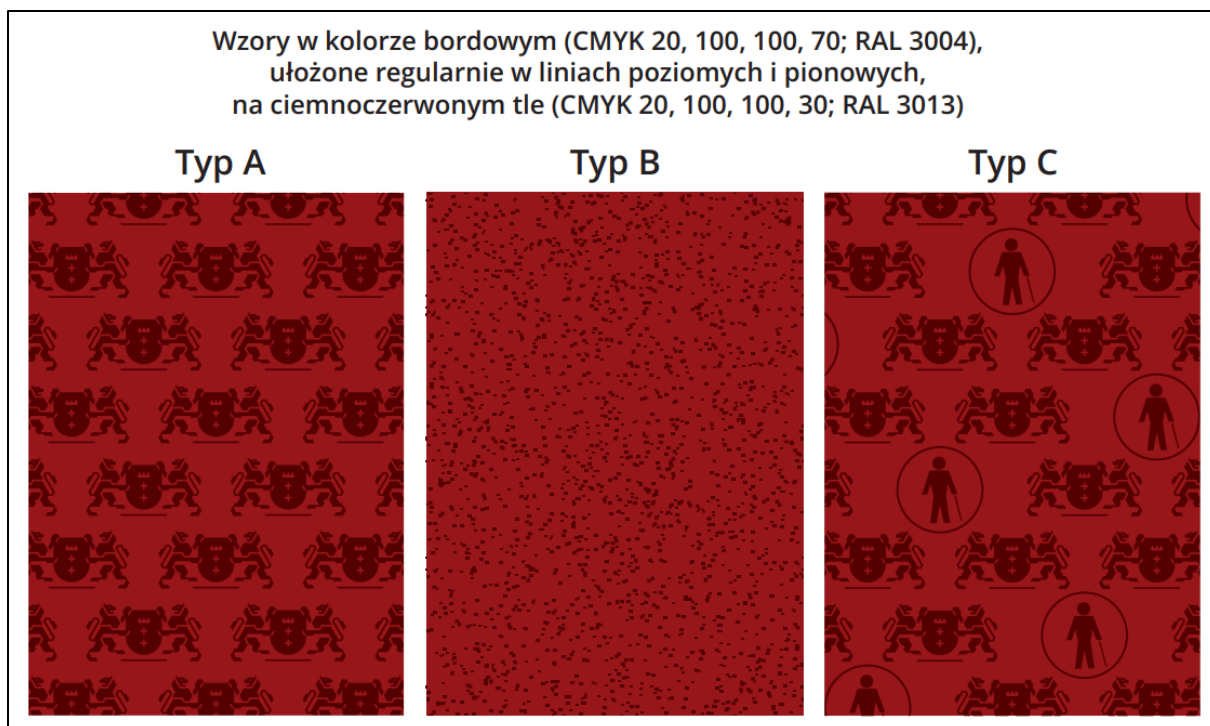 Wzory w kolorze bordowym (CMYK 20, 100, 100, 70; RAL 3004),
ułożone regularnie w liniach poziomych i pionowych,
na ciemnoczerwonym tle (CMYK 20, 100, 100, 30; RAL 3013)
Typ A Typ B Typ C